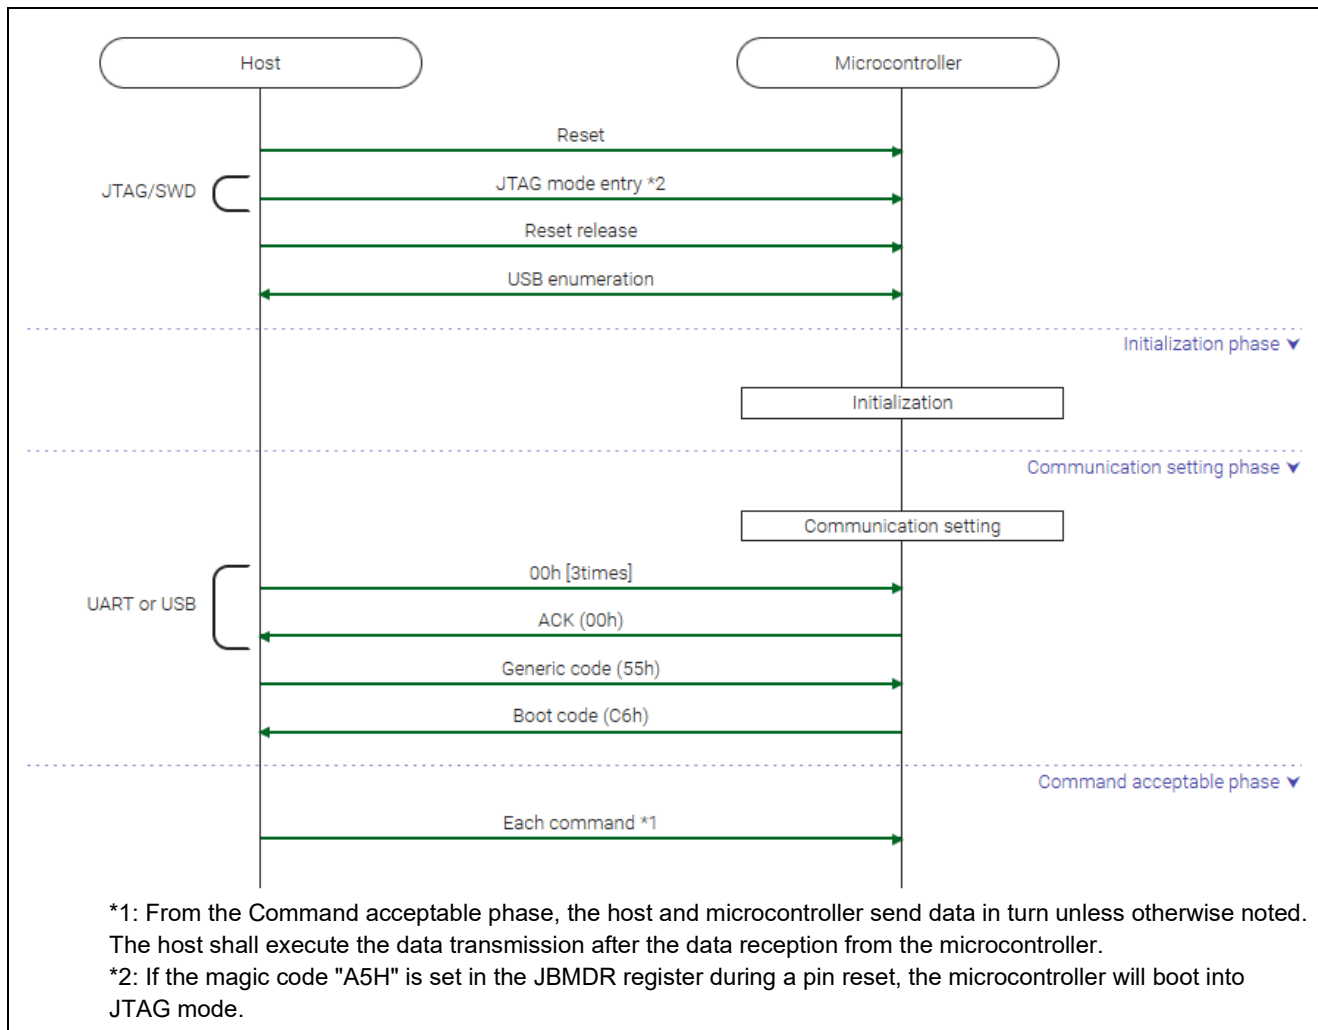 Host
Microcontroller
Reset
JTAG/SWD
JTAG mode entry *2
Reset release
USB enumeration
Initialization phase
Initialization
Communication setting phase
Communication setting
UART or USB
00h [3times]
ACK (00h)
Generic code (55h)
Boot code (C6h)
Command acceptable phase
Each command *1
*1: From the Command acceptable phase, the host and microcontroller send data in turn unless otherwise noted.
The host shall execute the data transmission after the data reception from the microcontroller.
*2: If the magic code "A5H" is set in the JBMDR register during a pin reset, the microcontroller will boot into
JTAG mode.